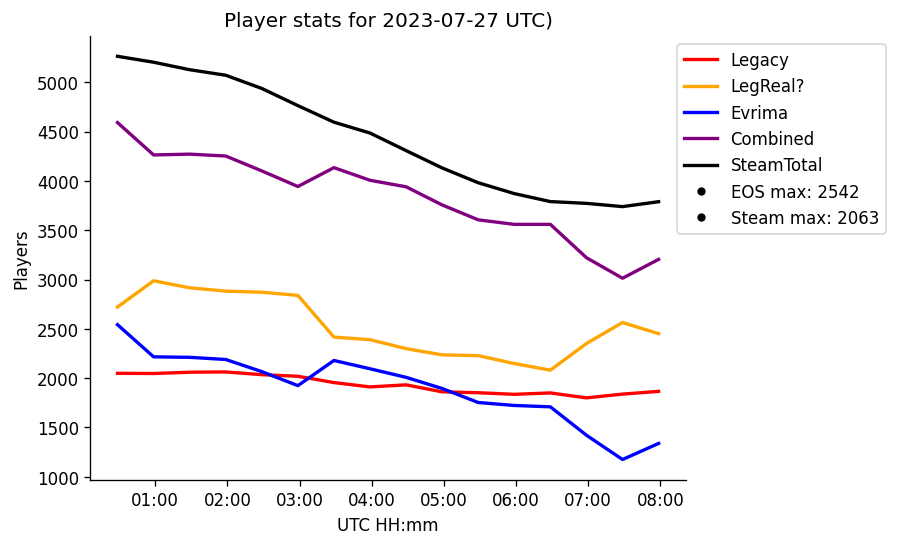 Player stats for 2023-07-27 UTC)
Legacy
LegReal?
Evrima
Combined
SteamTotal
EOS max: 2542
Steam max: 2063
Players
5000
4500
4000
3500
3000
2500
2000
1500
1000
01:00 02:00 03:00 04:00 05:00 06:00 07:00 08:00
UTC HH:mm